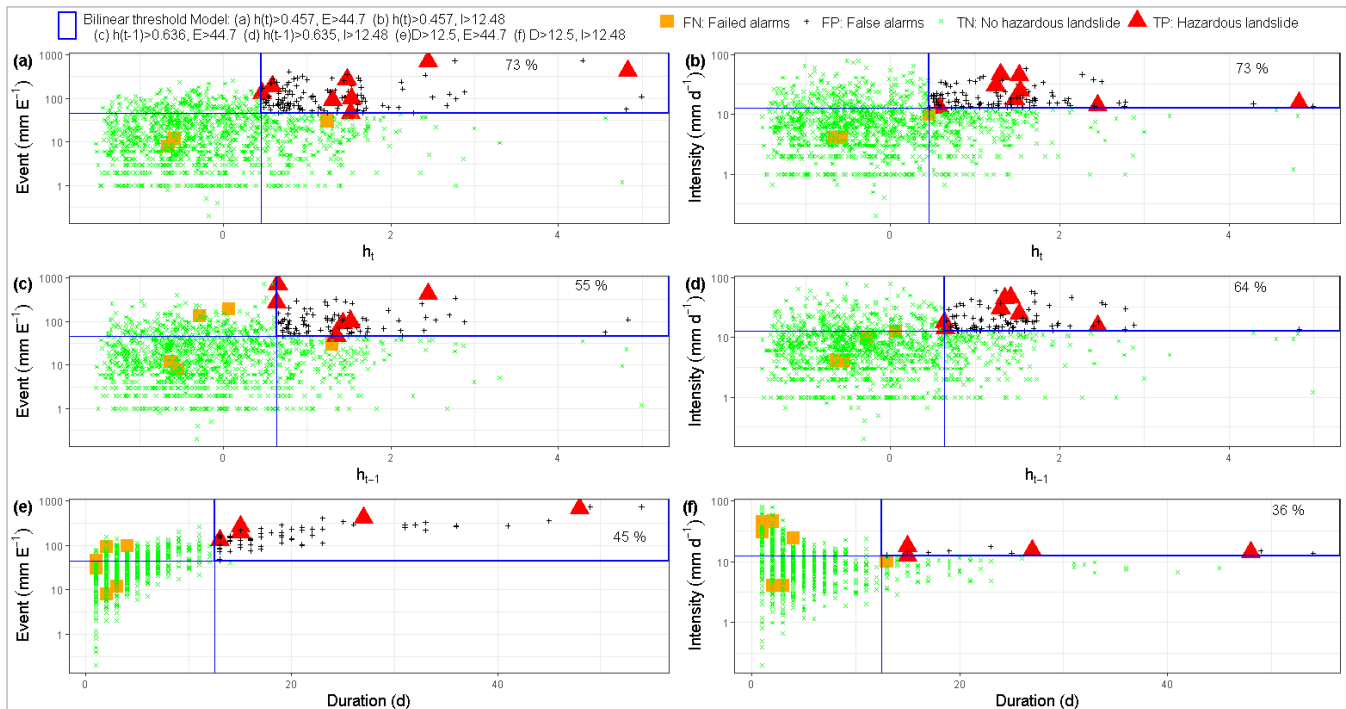 Bilinear threshold Model: (a) h(t)>0.457, E>44.7 (b) h(t)>0.457, I>12.48
(c) h(t-1)>0.636, E>44.7 (d) h(t-1)>0.635, I>12.48 (e)D>12.5, E>44.7 (f) D>12.5, I>12.48
FN: Failed alarms
FP: False alarms
TN: No hazardous landslide
TP: Hazardous landslide
(a)
73 %
Event (mm E⁻¹)
1000
100
10
1
0 2 4
hₜ
(b)
73 %
Intensity (mm d⁻¹)
100
10
1
0 2 4
hₜ
(c)
55 %
Event (mm E⁻¹)
1000
100
10
1
0 2 4
hₜ₋₁
(d)
64 %
Intensity (mm d⁻¹)
100
10
1
0 2 4
hₜ₋₁
(e)
45 %
Event (mm E⁻¹)
1000
100
10
1
0 20 40
Duration (d)
(f)
36 %
Intensity (mm d⁻¹)
100
10
1
0 20 40
Duration (d)